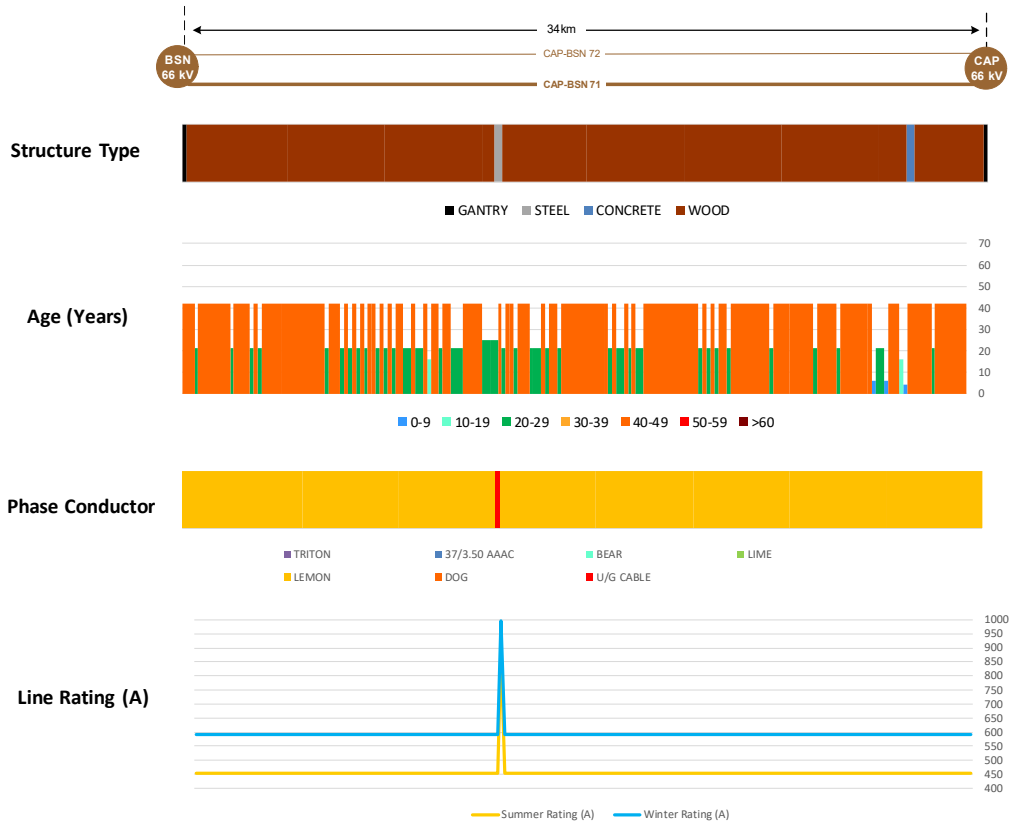 34km
BSN
66 kV
CAP-BSN 72
CAP-BSN 71
CAP
66 kV
Structure Type
GANTRY STEEL CONCRETE WOOD
Age (Years)
70
60
50
40
30
20
10
0
0-9 10-19 20-29 30-39 40-49 50-59 >60
Phase Conductor
TRITON 37/3.50 AAAC BEAR LIME
LEMON DOG U/G CABLE
Line Rating (A)
1000
950
900
850
800
750
700
650
600
550
500
450
400
Summer Rating (A) Winter Rating (A)